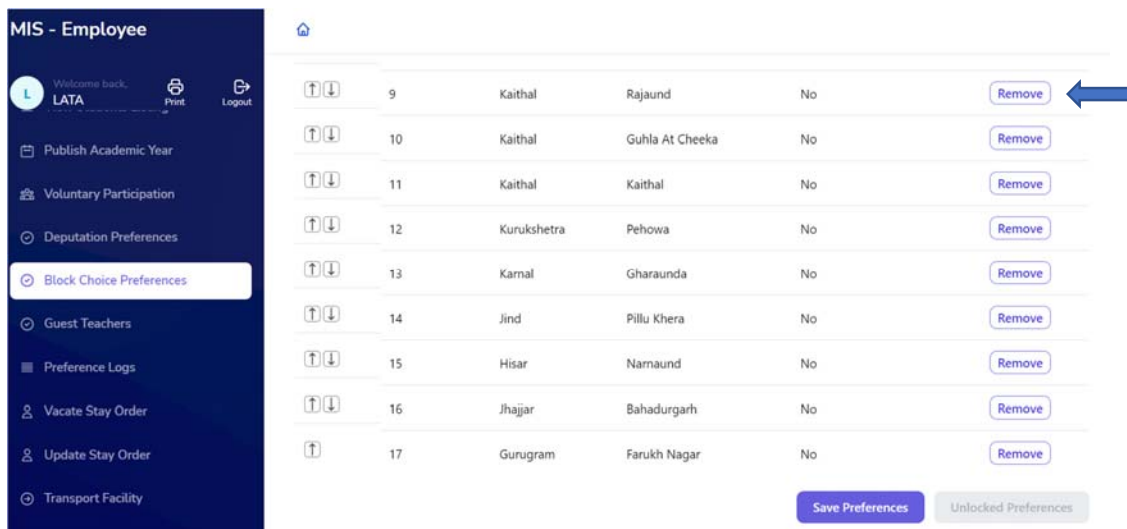 MIS - Employee
Welcome back,
LATA
Print
Logout
Publish Academic Year
Voluntary Participation
Deputation Preferences
Block Choice Preferences
Guest Teachers
Preference Logs
Vacate Stay Order
Update Stay Order
Transport Facility
9 Kaithal Rajaund No Remove
10 Kaithal Guhla At Cheeka No Remove
11 Kaithal Kaithal No Remove
12 Kurukshetra Pehowa No Remove
13 Karnal Gharaunda No Remove
14 Jind Pillu Khera No Remove
15 Hisar Narnaund No Remove
16 Jhajjar Bahadurgarh No Remove
17 Gurugram Farukh Nagar No Remove
Save Preferences Unlocked Preferences